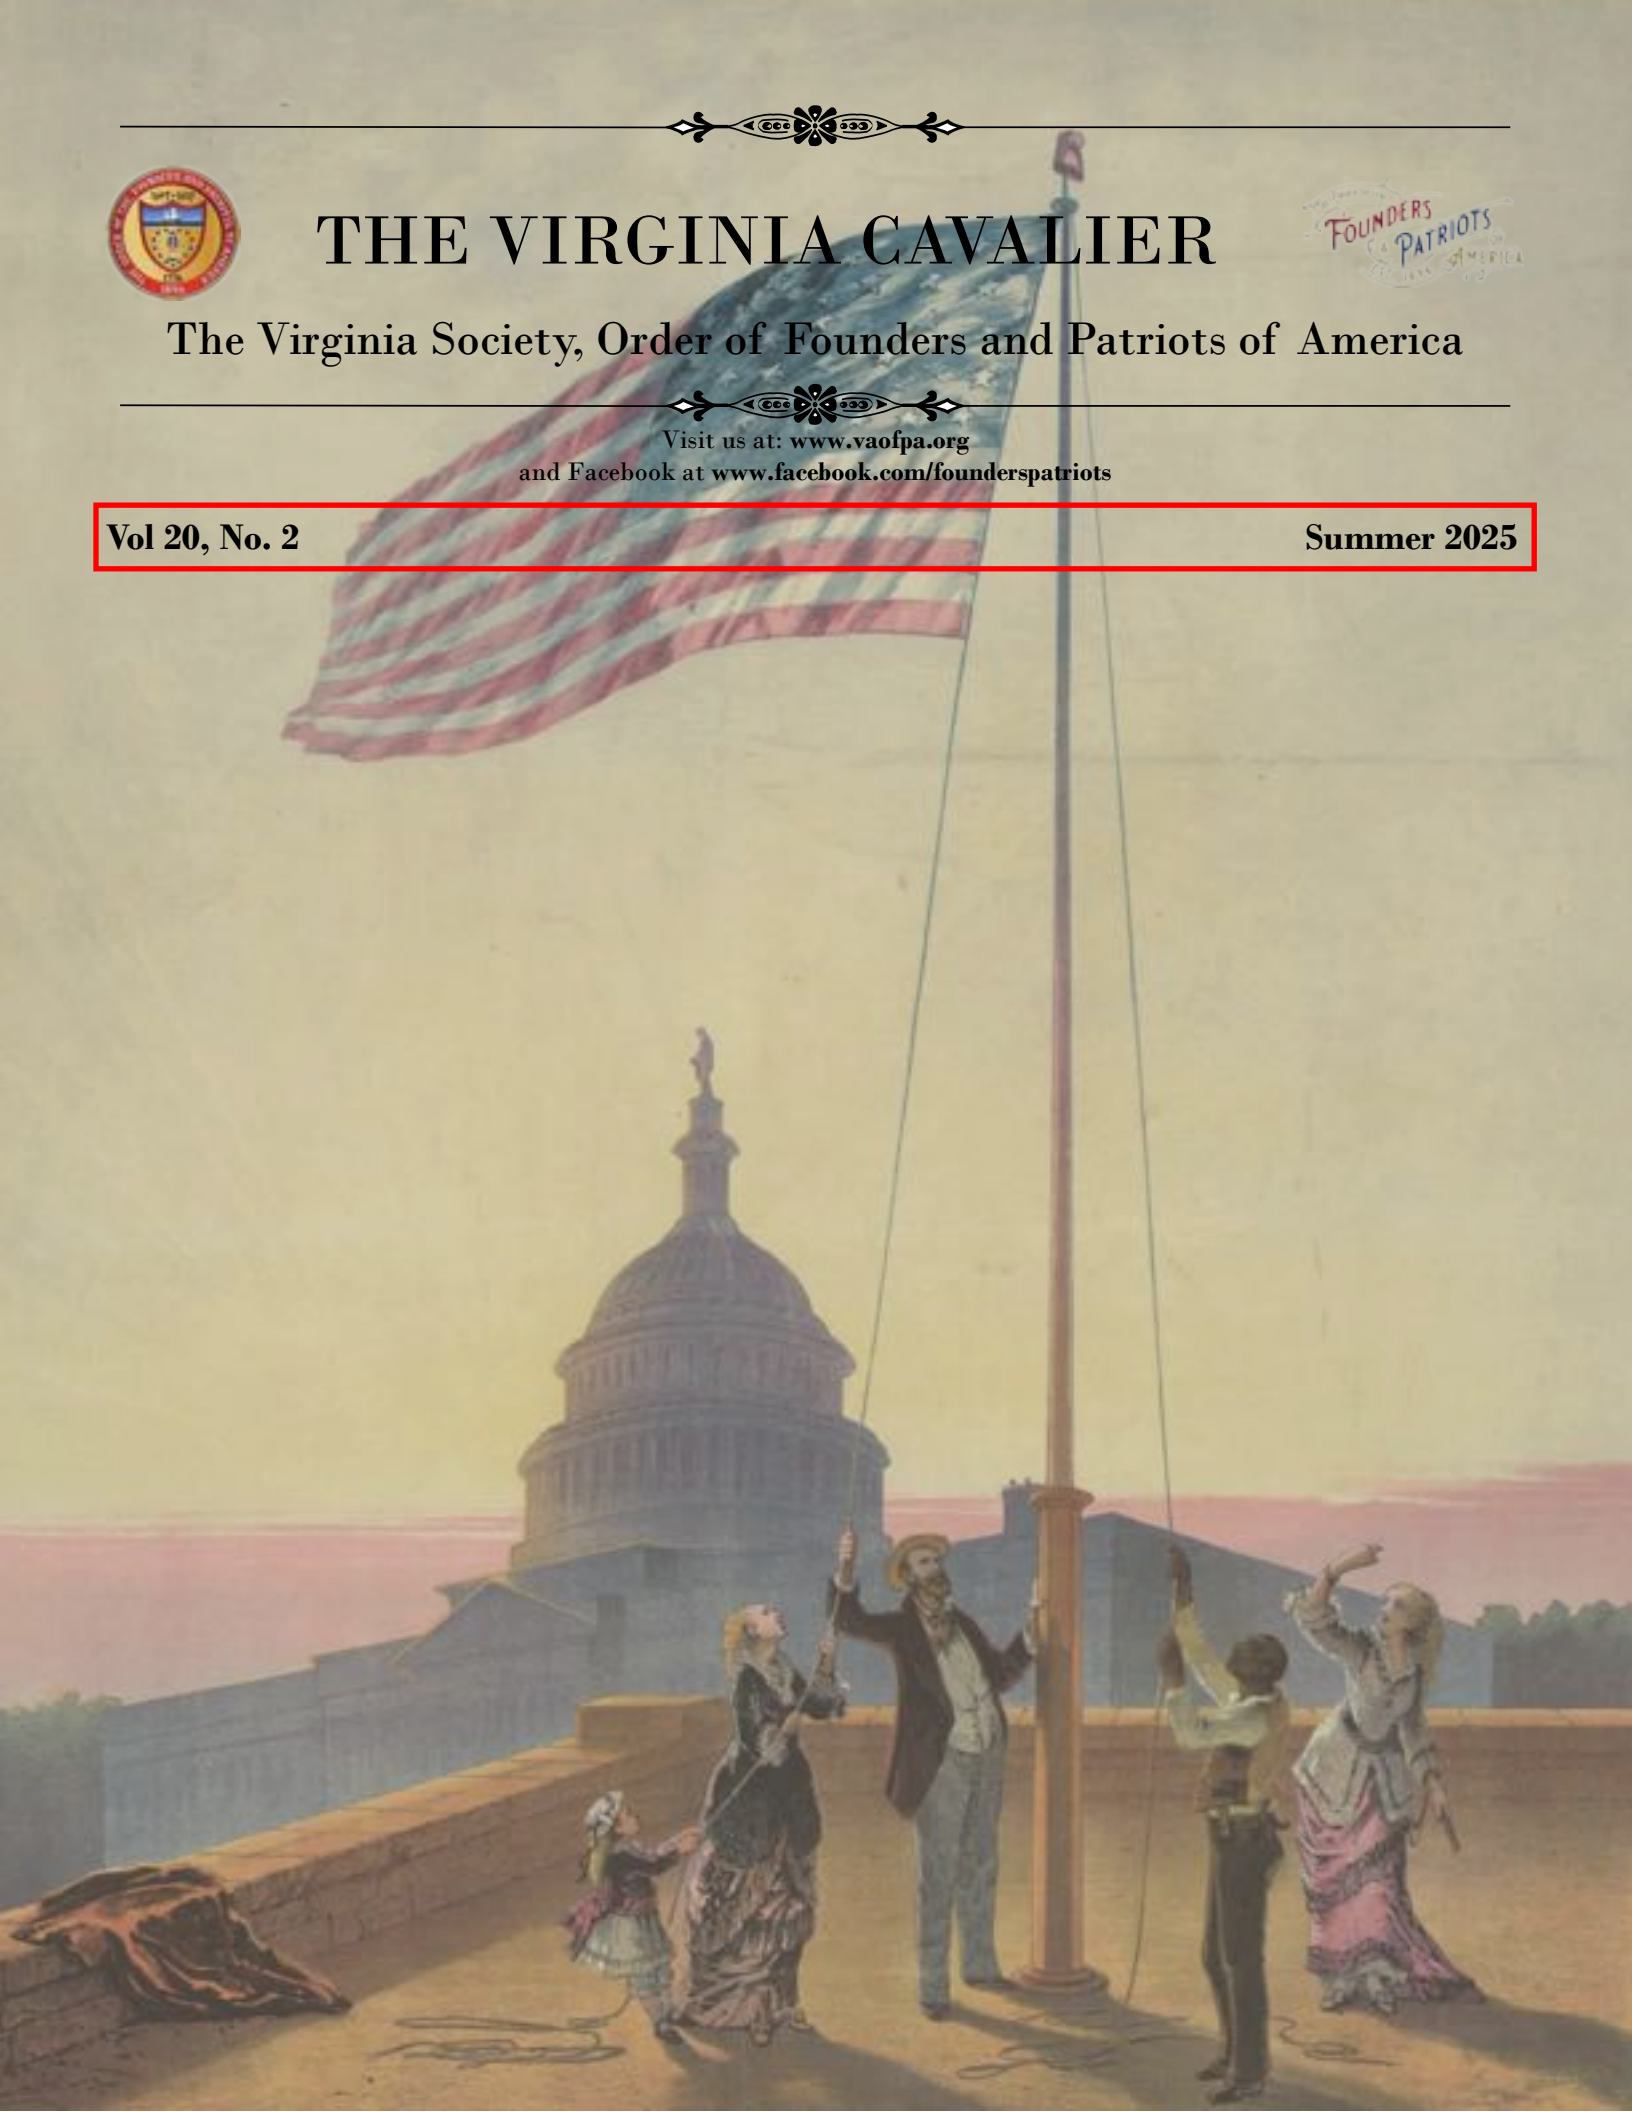 THE VIRGINIA CAVALIER
FOUNDERS
&
PATRIOTS
OF
AMERICA
The Virginia Society, Order of Founders and Patriots of America
Visit us at: www.vaofpa.org
and Facebook at www.facebook.com/founderspatriots
Vol 20, No. 2
Summer 2025